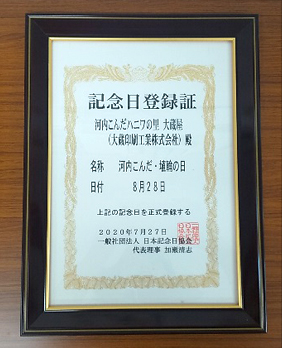 記念日登録証
河内こんだハニワの里 大蔵屋
(大蔵印刷工業株式会社) 殿
名称 河内こんだ・埴輪の日
日付 8月28日
上記の記念日を正式登録する
2020年7月27日
一般社団法人 日本記念日協会
代表理事 加瀬清志